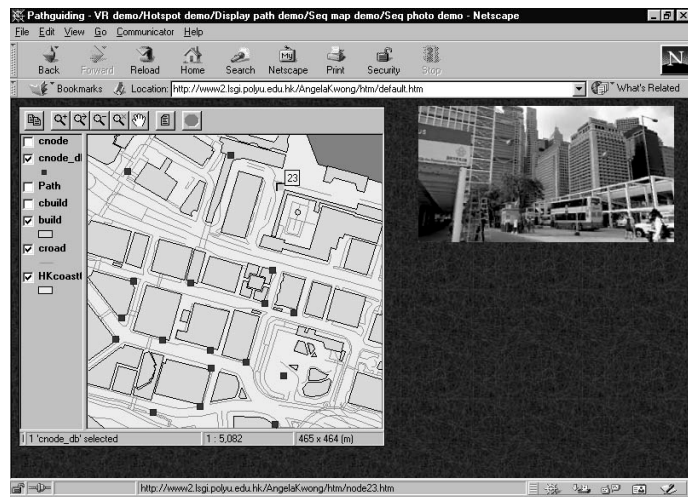 Pathguiding - VR demo/Hotspot demo/Display path demo/Seq map demo/Seq photo demo - Netscape
File Edit View Go Communicator Help
Back Forward Reload Home Search Netscape Print Security Stop
Bookmarks Location: http://www2.lsgi.polyu.edu.hk/AngelaKwong/htm/default.htm What's Related
cnode
cnode_d
Path
cbuild
build
croad
HKcoast
23
1 'cnode_db' selected 1 : 5,082 465 x 464 (m)
http://www2.lsgi.polyu.edu.hk/AngelaKwong/htm/node23.htm